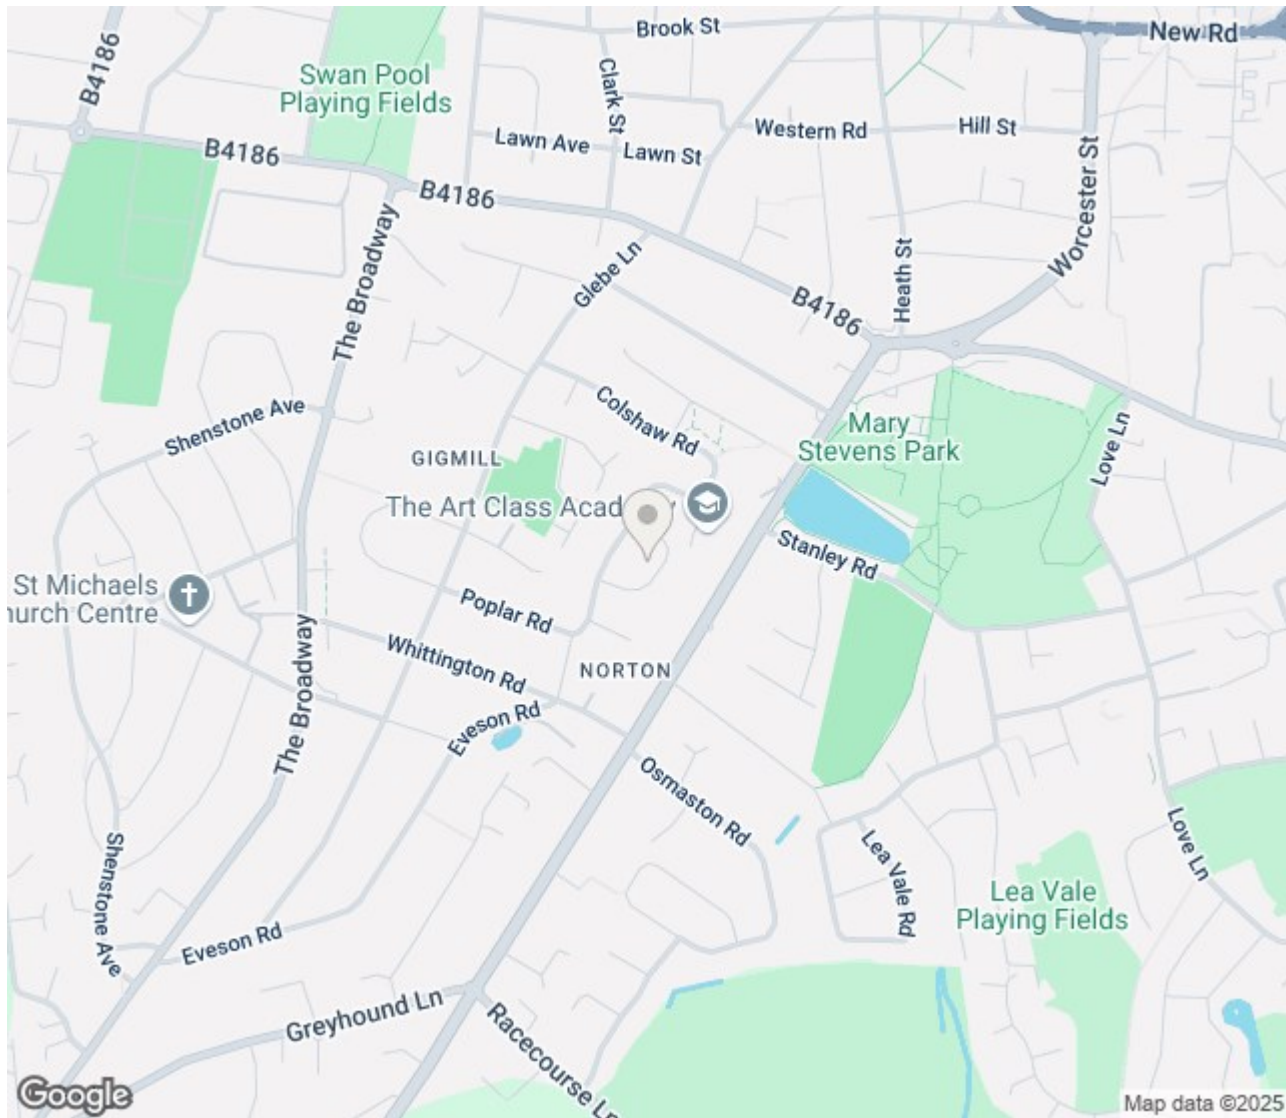 New Rd
Brook St
B4186
Swan Pool
Playing Fields
Clark St
Lawn Ave
Lawn St
Western Rd
Hill St
B4186
B4186
Worcester St
The Broadway
Glebe Ln
Heath St
B4186
Colshaw Rd
Shenstone Ave
Mary
Stevens Park
Love Ln
GIGMILL
The Art Class Acad
Stanley Rd
St Michaels
hurch Centre
Poplar Rd
Whittington Rd
NORTON
The Broadway
Eveson Rd
Osmaston Rd
Love Ln
Shenstone Ave
Lea Vale Rd
Lea Vale
Playing Fields
Eveson Rd
Greyhound Ln
Racecourse Ln
Google
Map data ©2025